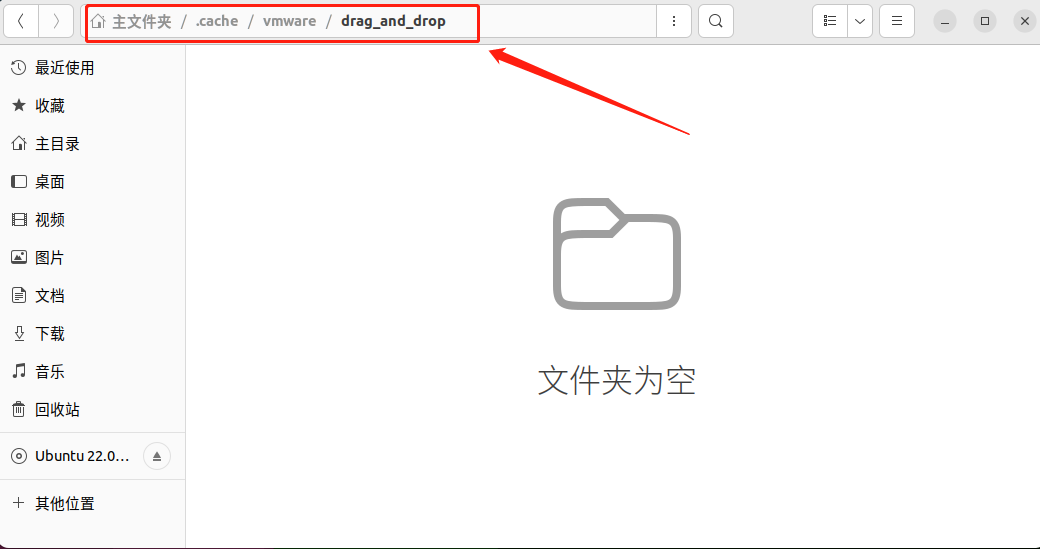 主文件夹 / .cache / vmware / drag_and_drop
最近使用
收藏
主目录
桌面
视频
图片
文档
下载
音乐
回收站
Ubuntu 22.0...
其他位置
文件夹为空